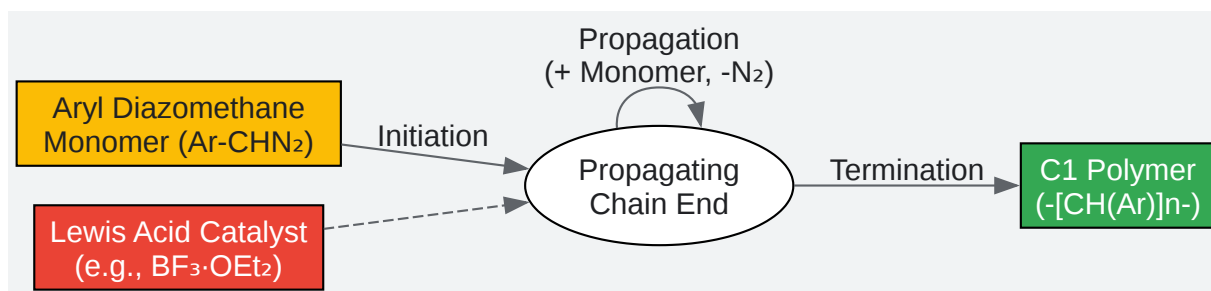 Propagation
(+ Monomer, -N₂)
Aryl Diazomethane
Monomer (Ar-CHN₂)
Initiation
Propagating
Chain End
Termination
C1 Polymer
(-[CH(Ar)]n-)
Lewis Acid Catalyst
(e.g., BF₃·OEt₂)